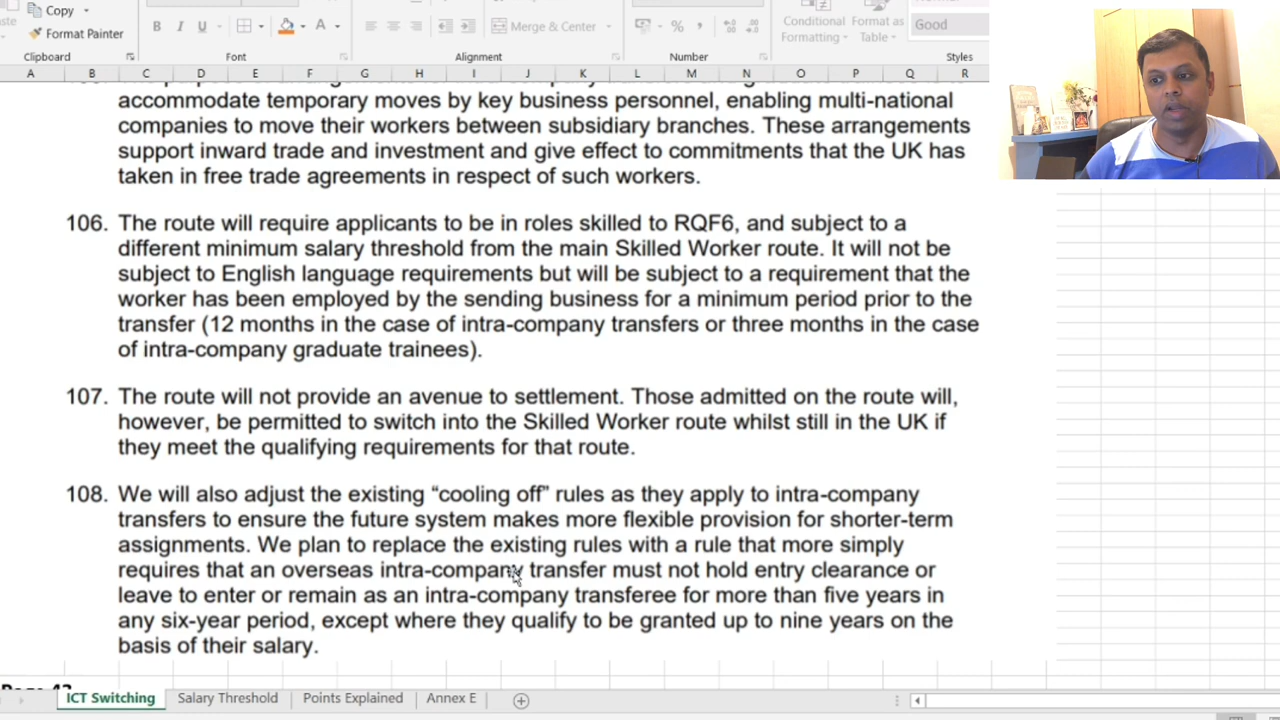 Copy
Format Painter
B I U
A
Merge & Center
%
Conditional Formatting
Format as Table
Good
Clipboard
Font
Alignment
Number
Styles
A B C D E F G H I J K L M N O P Q R
accommodate temporary moves by key business personnel, enabling multi-national
companies to move their workers between subsidiary branches. These arrangements
support inward trade and investment and give effect to commitments that the UK has
taken in free trade agreements in respect of such workers.
106. The route will require applicants to be in roles skilled to RQF6, and subject to a
different minimum salary threshold from the main Skilled Worker route. It will not be
subject to English language requirements but will be subject to a requirement that the
worker has been employed by the sending business for a minimum period prior to the
transfer (12 months in the case of intra-company transfers or three months in the case
of intra-company graduate trainees).
107. The route will not provide an avenue to settlement. Those admitted on the route will,
however, be permitted to switch into the Skilled Worker route whilst still in the UK if
they meet the qualifying requirements for that route.
108. We will also adjust the existing “cooling off” rules as they apply to intra-company
transfers to ensure the future system makes more flexible provision for shorter-term
assignments. We plan to replace the existing rules with a rule that more simply
requires that an overseas intra-company transfer must not hold entry clearance or
leave to enter or remain as an intra-company transferee for more than five years in
any six-year period, except where they qualify to be granted up to nine years on the
basis of their salary.
ICT Switching
Salary Threshold
Points Explained
Annex E